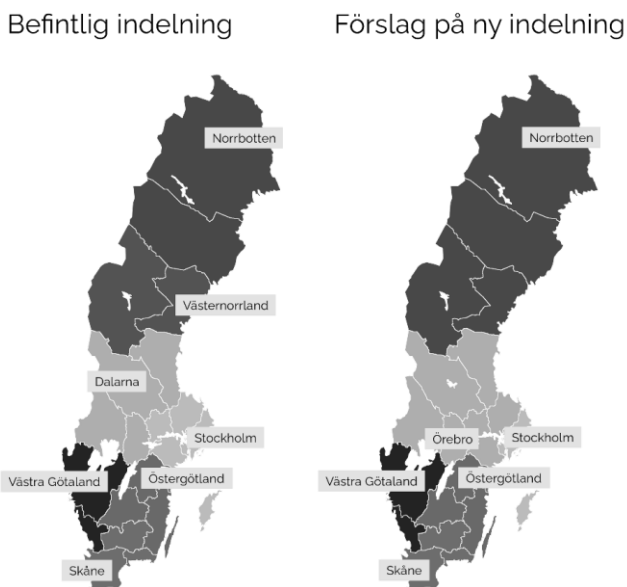 Befintlig indelning
Norrbotten
Västernorrland
Dalarna
Stockholm
Västra Götaland
Östergötland
Skåne
Förslag på ny indelning
Norrbotten
Örebro
Stockholm
Västra Götaland
Östergötland
Skåne